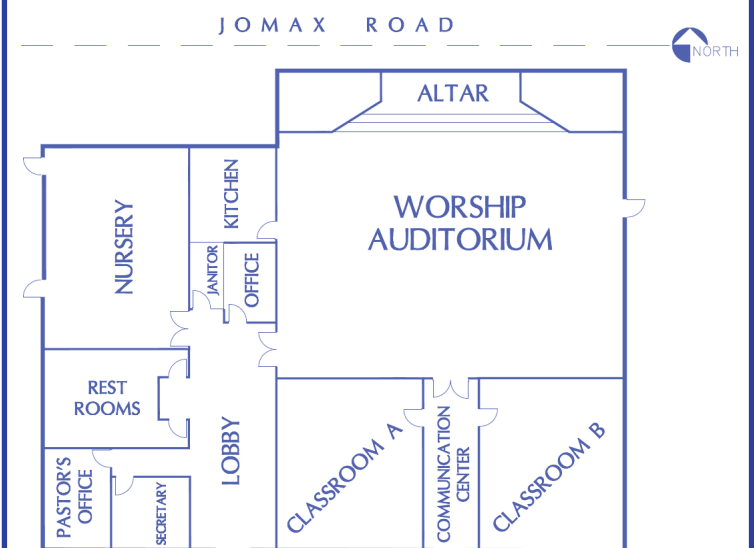 JOMAX ROAD
NORTH
ALTAR
WORSHIP
AUDITORIUM
KITCHEN
NURSERY
JANITOR
OFFICE
REST
ROOMS
LOBBY
CLASSROOM A
COMMUNICATION
CENTER
CLASSROOM B
PASTOR'S
OFFICE
SECRETARY